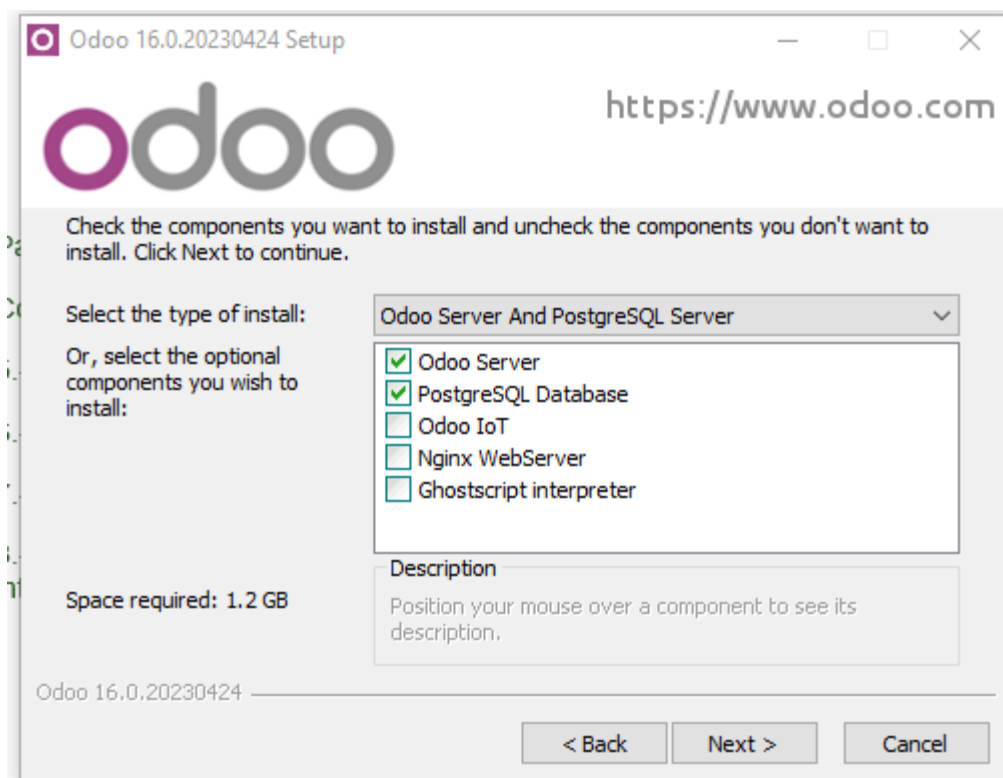 Odoo 16.0.20230424 Setup
odoo
https://www.odoo.com
Check the components you want to install and uncheck the components you don't want to
install. Click Next to continue.
Select the type of install:
Odoo Server And PostgreSQL Server
Or, select the optional
components you wish to
install:
Odoo Server
PostgreSQL Database
Odoo IoT
Nginx WebServer
Ghostscript interpreter
Space required: 1.2 GB
Description
Position your mouse over a component to see its
description.
Odoo 16.0.20230424
< Back
Next >
Cancel